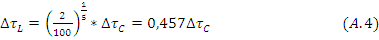 Δτ_L = (2/100)^(1/5) * Δτ_C = 0,457Δτ_C (A.4)